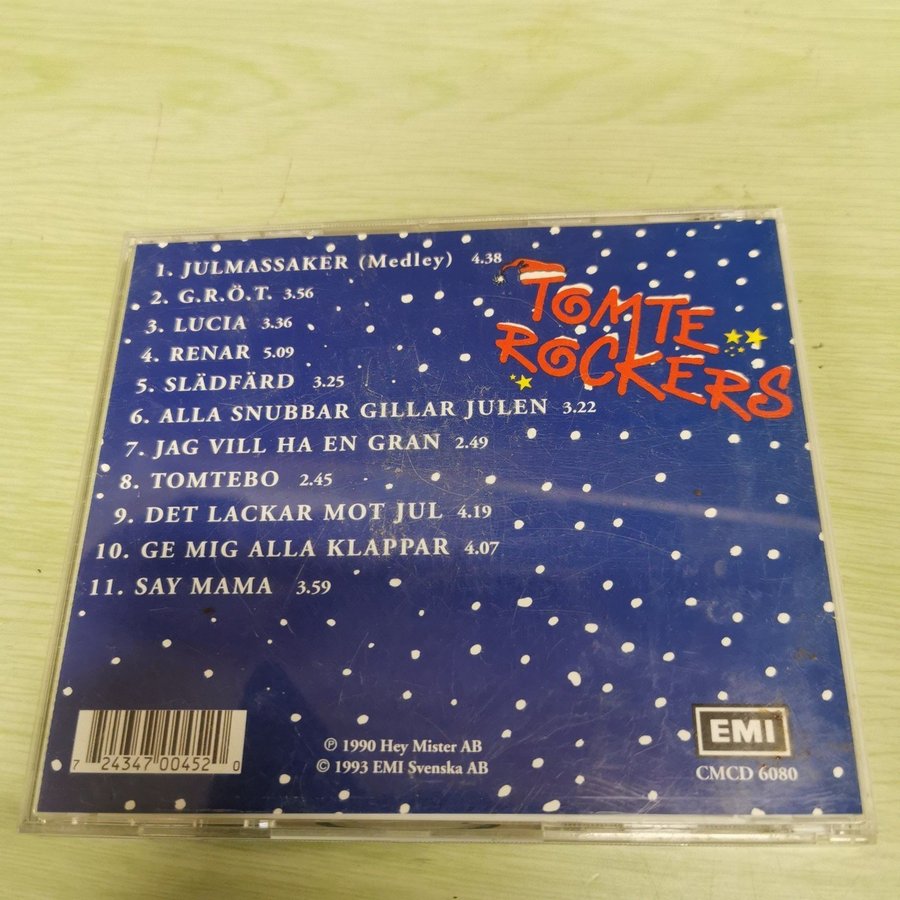 1. JULMASSAKER (Medley) 4.38
2. G.R.Ö.T. 3.56
3. LUCIA 3.36
4. RENAR 5.09
5. SLÄDFÄRD 3.25
6. ALLA SNUBBAR GILLAR JULEN 3.22
7. JAG VILL HA EN GRAN 2.49
8. TOMTEBO 2.45
9. DET LACKAR MOT JUL 4.19
10. GE MIG ALLA KLAPPAR 4.07
11. SAY MAMA 3.59
TOMTE
ROCKERS
7 24347 00452 0
℗ 1990 Hey Mister AB
© 1993 EMI Svenska AB
EMI
CMCD 6080